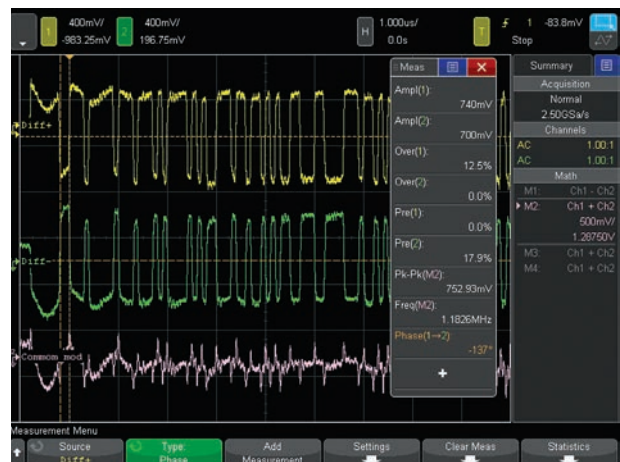 1 400mV/ 2 400mV/ H 1.000us/ T 1 -83.8mV
-983.25mV 196.75mV 0.0s Stop
Meas
Ampl(1):
740mV
Ampl(2):
700mV
Over(1):
12.5%
Over(2):
0.0%
Pre(1):
0.0%
Pre(2):
17.9%
Pk-Pk(M2):
752.93mV
Freq(M2):
1.1826MHz
Phase(1→2):
-137°
+
Summary
Acquisition
Normal
2.50GSa/s
Channels
AC 1.00:1
AC 1.00:1
Math
M1: Ch1 - Ch2
M2: Ch1 + Ch2
500mV/
1.28750V
M3: Ch1 + Ch2
M4: Ch1 + Ch2
Diff+
Diff-
Commom mod
Measurement Menu
Source
Diff+
Type:
Phase
Add
Measurement
Settings
Clear Meas
Statistics